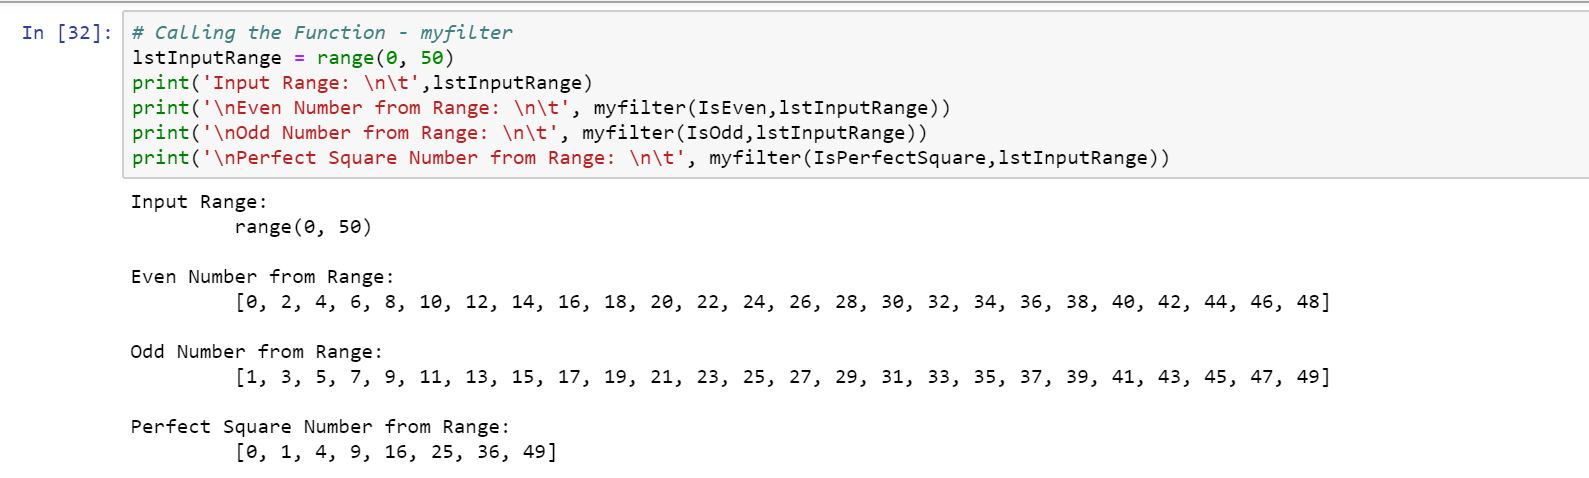 In [32]: # Calling the Function - myfilter
lstInputRange = range(0, 50)
print('Input Range: \n\t',lstInputRange)
print('\nEven Number from Range: \n\t', myfilter(IsEven,lstInputRange))
print('\nOdd Number from Range: \n\t', myfilter(IsOdd,lstInputRange))
print('\nPerfect Square Number from Range: \n\t', myfilter(IsPerfectSquare,lstInputRange))
Input Range:
range(0, 50)
Even Number from Range:
[0, 2, 4, 6, 8, 10, 12, 14, 16, 18, 20, 22, 24, 26, 28, 30, 32, 34, 36, 38, 40, 42, 44, 46, 48]
Odd Number from Range:
[1, 3, 5, 7, 9, 11, 13, 15, 17, 19, 21, 23, 25, 27, 29, 31, 33, 35, 37, 39, 41, 43, 45, 47, 49]
Perfect Square Number from Range:
[0, 1, 4, 9, 16, 25, 36, 49]